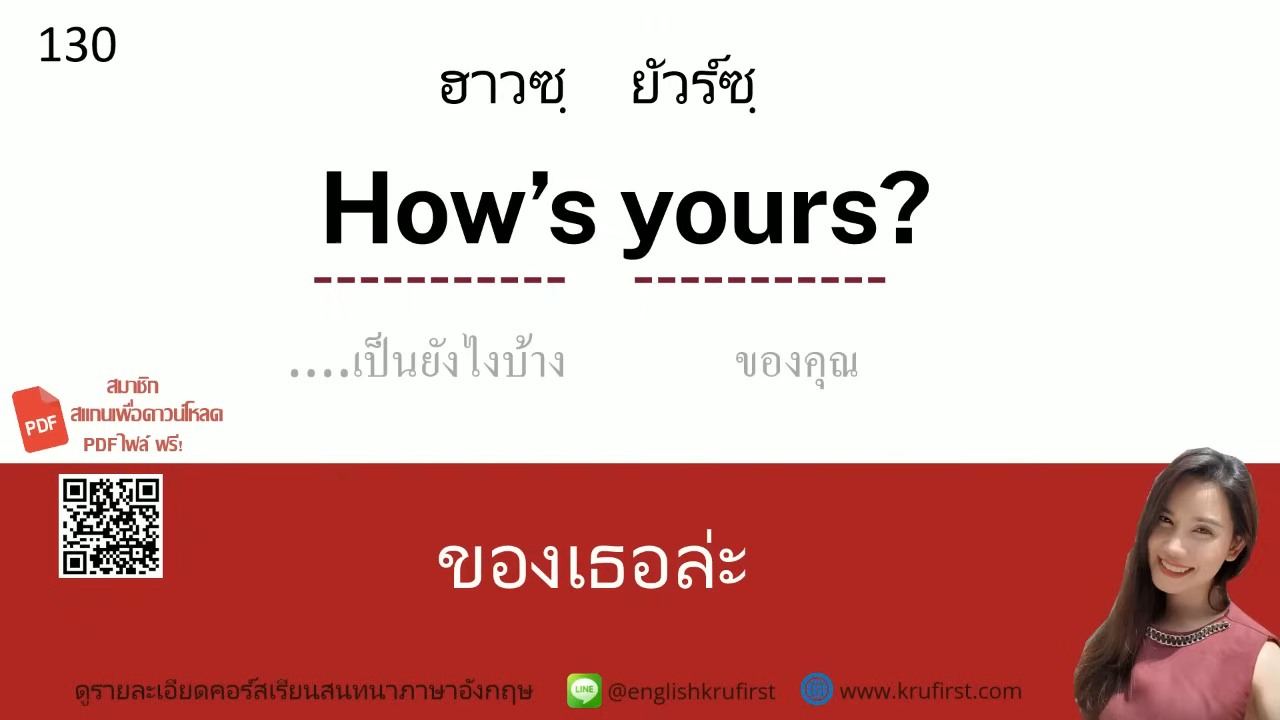 130
ฮาวซฺ ยัวร์ซฺ
How's yours?
....เป็นยังไงบ้าง ของคุณ
สมาชิก
สแกนเพื่อดาวน์โหลด
PDF ไฟล์ ฟรี!
PDF
ของเธอล่ะ
ดูรายละเอียดคอร์สเรียนสนทนาภาษาอังกฤษ LINE @englishkrufirst www.krufirst.com